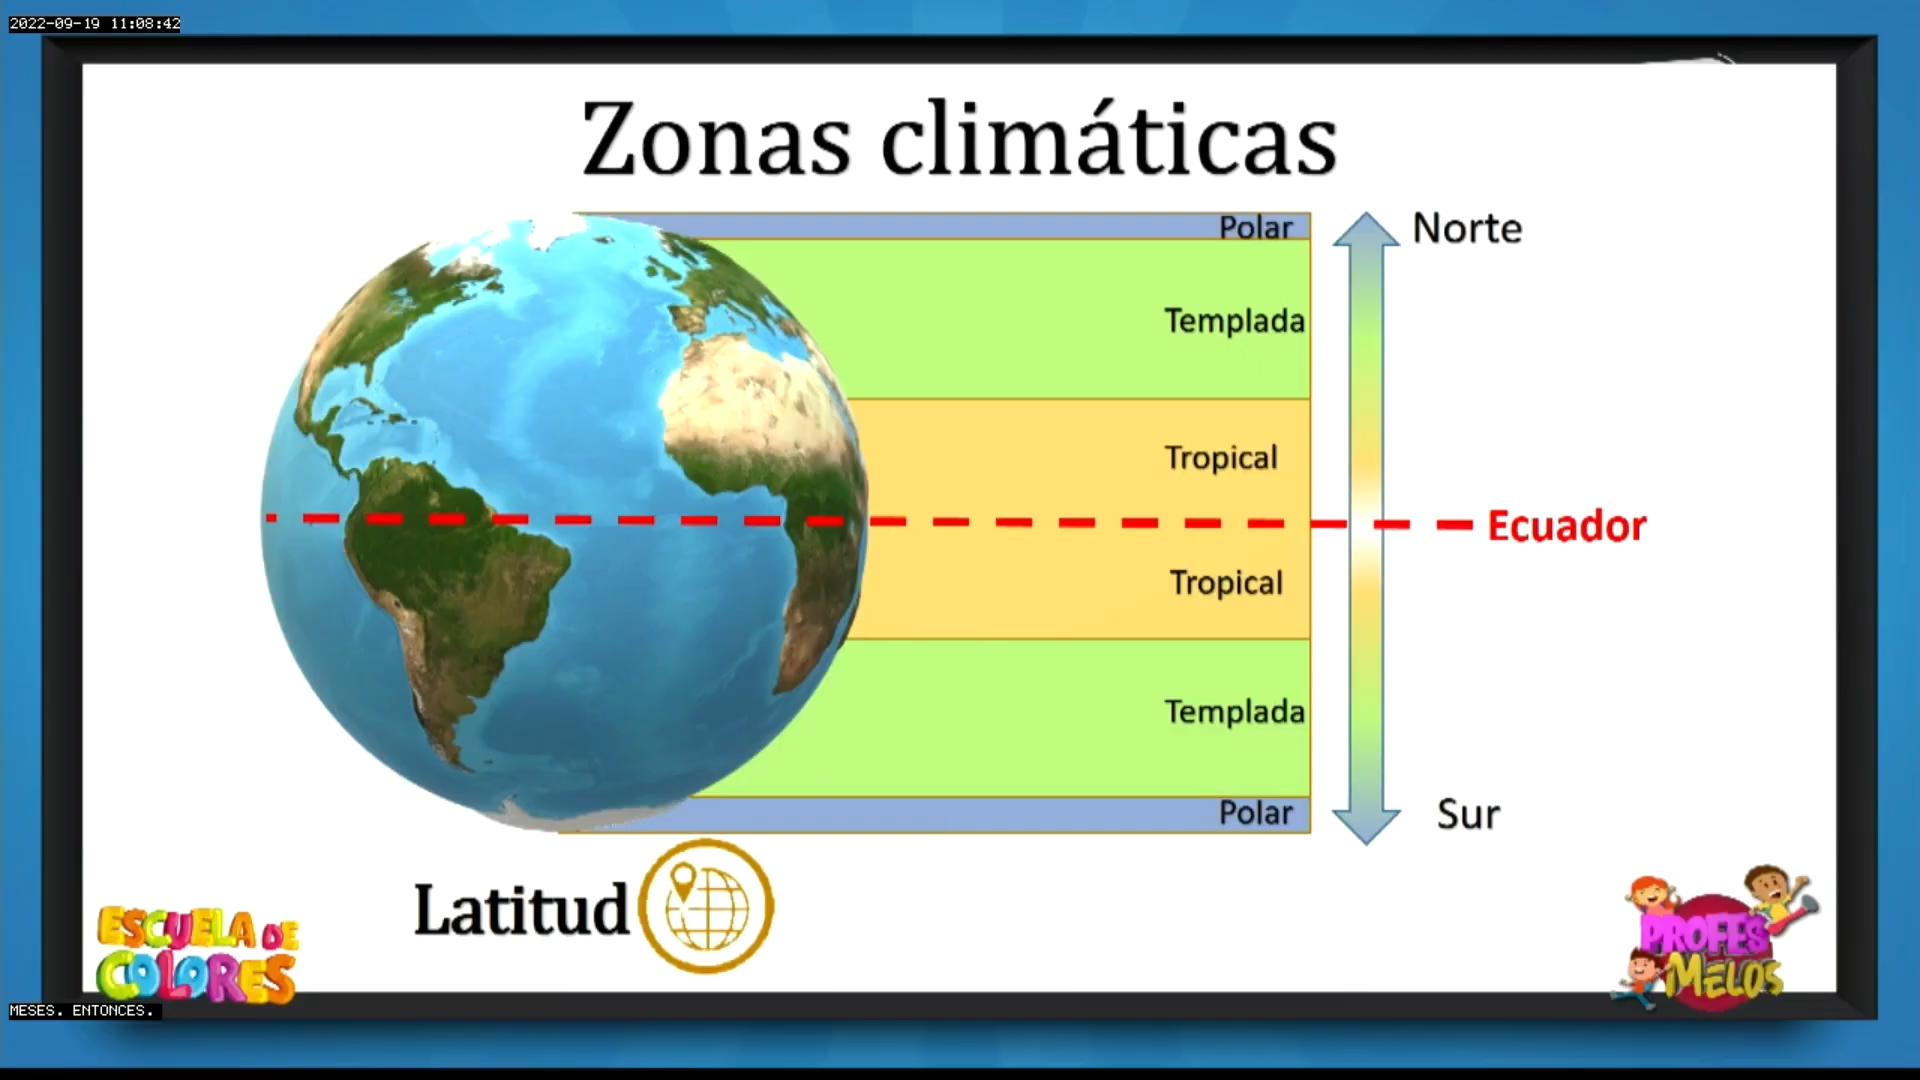 2022-09-19 11:08:42
Zonas climáticas
Polar
Norte
Templada
Tropical
Ecuador
Tropical
Templada
Polar
Sur
Latitud
ESCUELA DE
COLORES
PROFES
MELOS
MESES. ENTONCES.